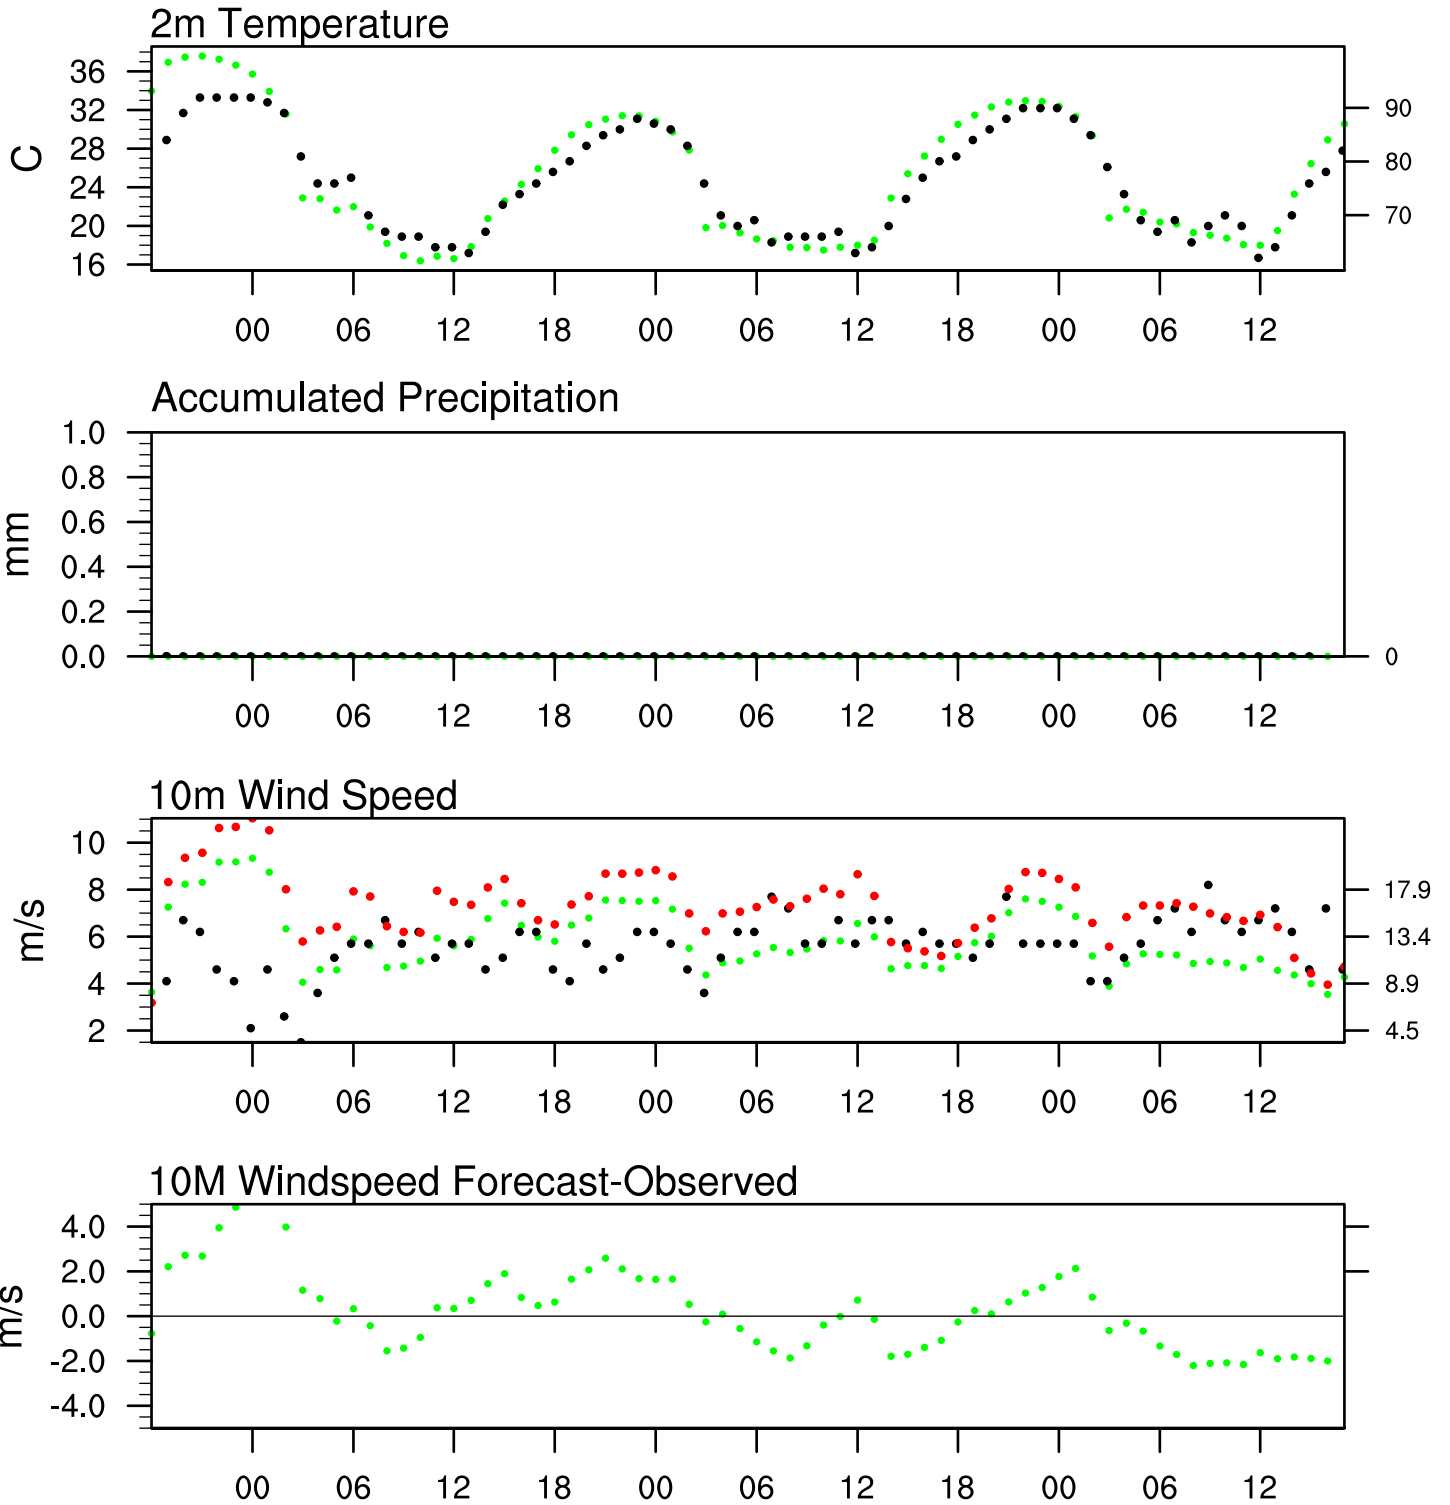 2m Temperature
36
32
28
24
20
16
C
90
80
70
00 06 12 18 00 06 12 18 00 06 12
Accumulated Precipitation
1.0
0.8
0.6
0.4
0.2
0.0
mm
0
00 06 12 18 00 06 12 18 00 06 12
10m Wind Speed
10
8
6
4
2
m/s
17.9
13.4
8.9
4.5
00 06 12 18 00 06 12 18 00 06 12
10M Windspeed Forecast-Observed
4.0
2.0
0.0
-2.0
-4.0
m/s
00 06 12 18 00 06 12 18 00 06 12